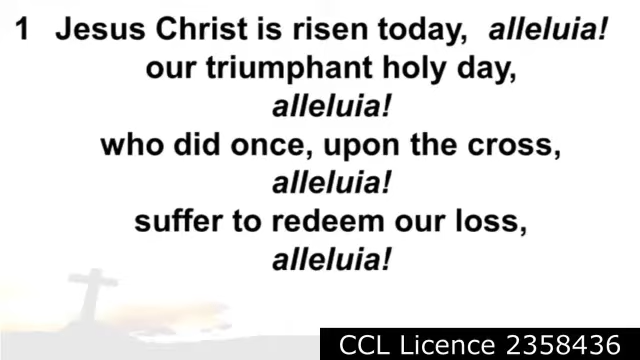 1 Jesus Christ is risen today, alleluia!
our triumphant holy day,
alleluia!
who did once, upon the cross,
alleluia!
suffer to redeem our loss,
alleluia!
CCL Licence 2358436